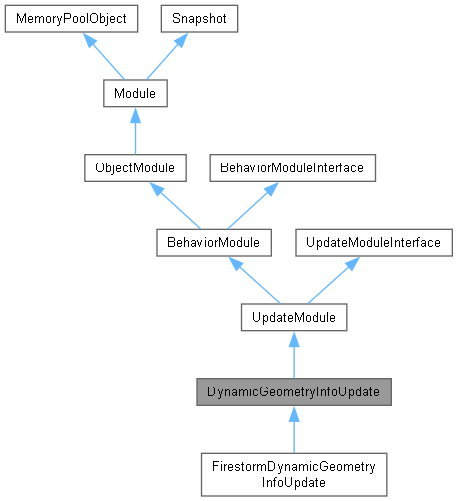 MemoryPoolObject
Snapshot
Module
ObjectModule
BehaviorModuleInterface
BehaviorModule
UpdateModuleInterface
UpdateModule
DynamicGeometryInfoUpdate
FirestormDynamicGeometry
InfoUpdate